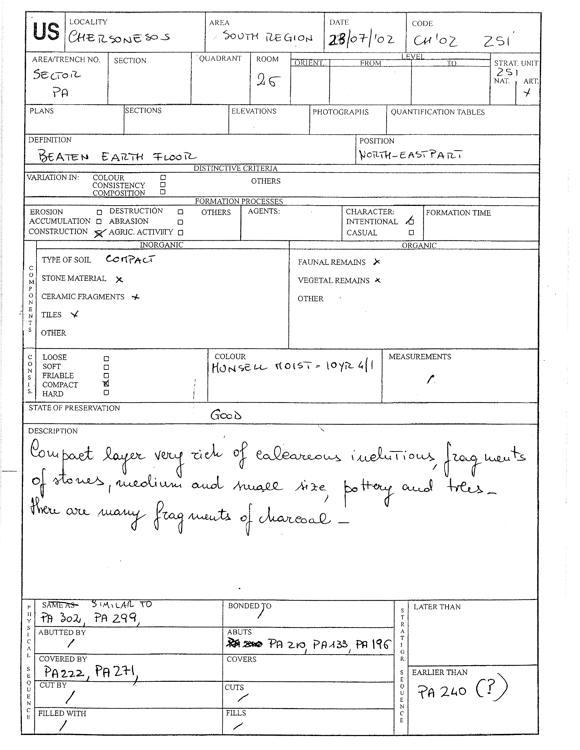 US
LOCALITY
CHERSONESOS
AREA
SOUTH REGION
DATE
23/07/'02
CODE
CH'02 251
AREA/TRENCH NO.
SECTOR
PA
SECTION
QUADRANT
ROOM
26
LEVEL
ORIENT. FROM TO
STRAT. UNIT
251
NAT. ART.
x
PLANS
SECTIONS
ELEVATIONS
PHOTOGRAPHS
QUANTIFICATION TABLES
DEFINITION
BEATEN EARTH FLOOR
POSITION
NORTH-EAST PART
DISTINCTIVE CRITERIA
VARIATION IN: COLOUR
CONSISTENCY
COMPOSITION
OTHERS
FORMATION PROCESSES
EROSION DESTRUCTION OTHERS
ACCUMULATION ABRASION
CONSTRUCTION x AGRIC. ACTIVITY
AGENTS:
CHARACTER:
INTENTIONAL x
CASUAL
FORMATION TIME
COMPONENTS
INORGANIC
TYPE OF SOIL COMPACT
STONE MATERIAL x
CERAMIC FRAGMENTS x
TILES x
OTHER
ORGANIC
FAUNAL REMAINS x
VEGETAL REMAINS x
OTHER
CONSIS.
LOOSE
SOFT
FRIABLE
COMPACT x
HARD
COLOUR
MUNSELL MOIST = 10YR 4/1
MEASUREMENTS
/
STATE OF PRESERVATION
GOOD
DESCRIPTION
Compact layer very rich of calcareous inclutious, fragments
of stones, medium and small size, pottery and tiles -
there are many fragments of charcoal -
PHYSICAL SEQUENCE
SAME AS SIMILAR TO
PA 302, PA 299,
BONDED TO
/
ABUTTED BY
/
ABUTS
PA 210, PA 133, PA 196
COVERED BY
PA222, PA271,
COVERS
CUT BY
/
CUTS
/
FILLED WITH
/
FILLS
/
STRATIGR. SEQUENCE
LATER THAN
EARLIER THAN
PA 240 (?)